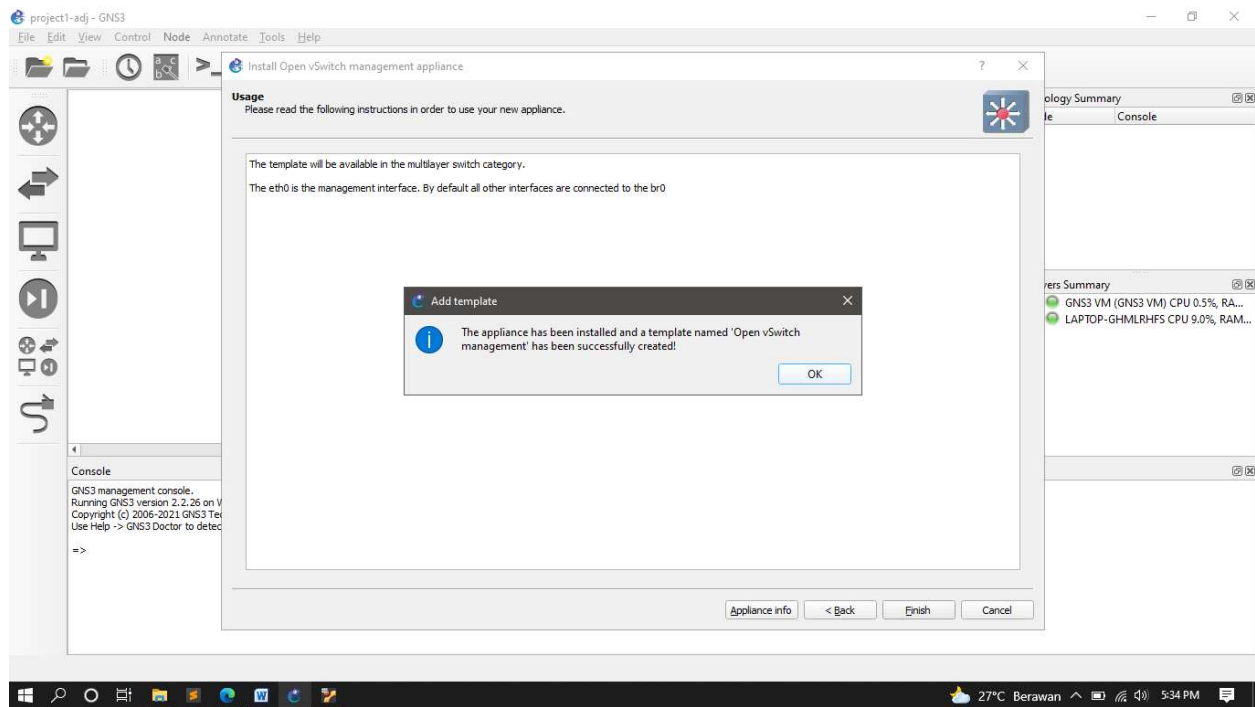 project1-adj - GNS3
File Edit View Control Node Annotate Tools Help
Install Open vSwitch management appliance
Usage
Please read the following instructions in order to use your new appliance.
The template will be available in the multilayer switch category.
The eth0 is the management interface. By default all other interfaces are connected to the br0
Add template
The appliance has been installed and a template named 'Open vSwitch
management' has been successfully created!
OK
ology Summary
le Console
ers Summary
GNS3 VM (GNS3 VM) CPU 0.5%, RA...
LAPTOP-GHMLRHFS CPU 9.0%, RAM...
Console
GNS3 management console.
Running GNS3 version 2.2.26 on W
Copyright (c) 2006-2021 GNS3 Tec
Use Help -> GNS3 Doctor to detec
=>
Appliance info < Back Finish Cancel
27°C Berawan 5:34 PM